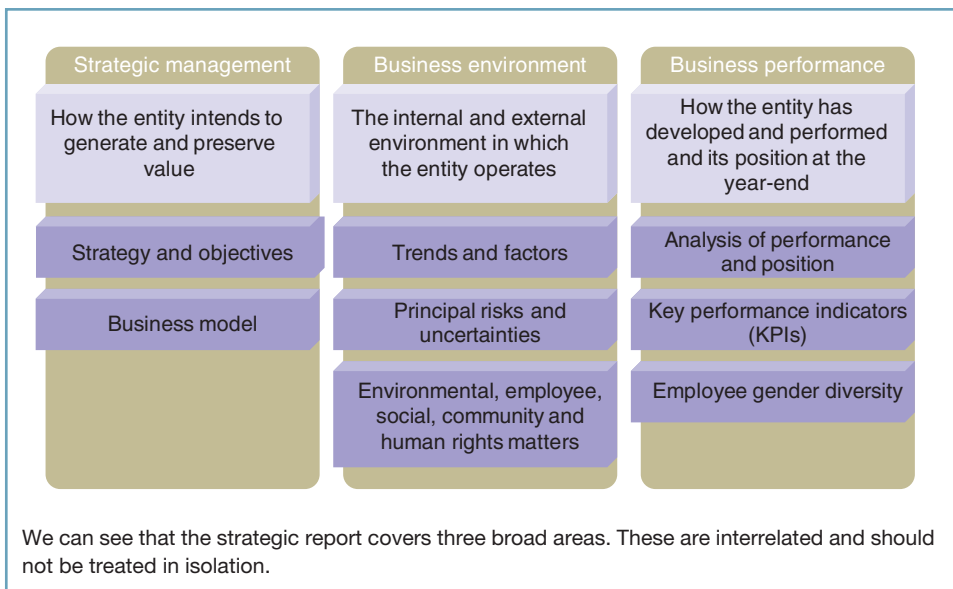 Strategic management
How the entity intends to
generate and preserve
value
Strategy and objectives
Business model
Business environment
The internal and external
environment in which
the entity operates
Trends and factors
Principal risks and
uncertainties
Environmental, employee,
social, community and
human rights matters
Business performance
How the entity has
developed and performed
and its position at the
year-end
Analysis of performance
and position
Key performance indicators
(KPIs)
Employee gender diversity
We can see that the strategic report covers three broad areas. These are interrelated and should
not be treated in isolation.